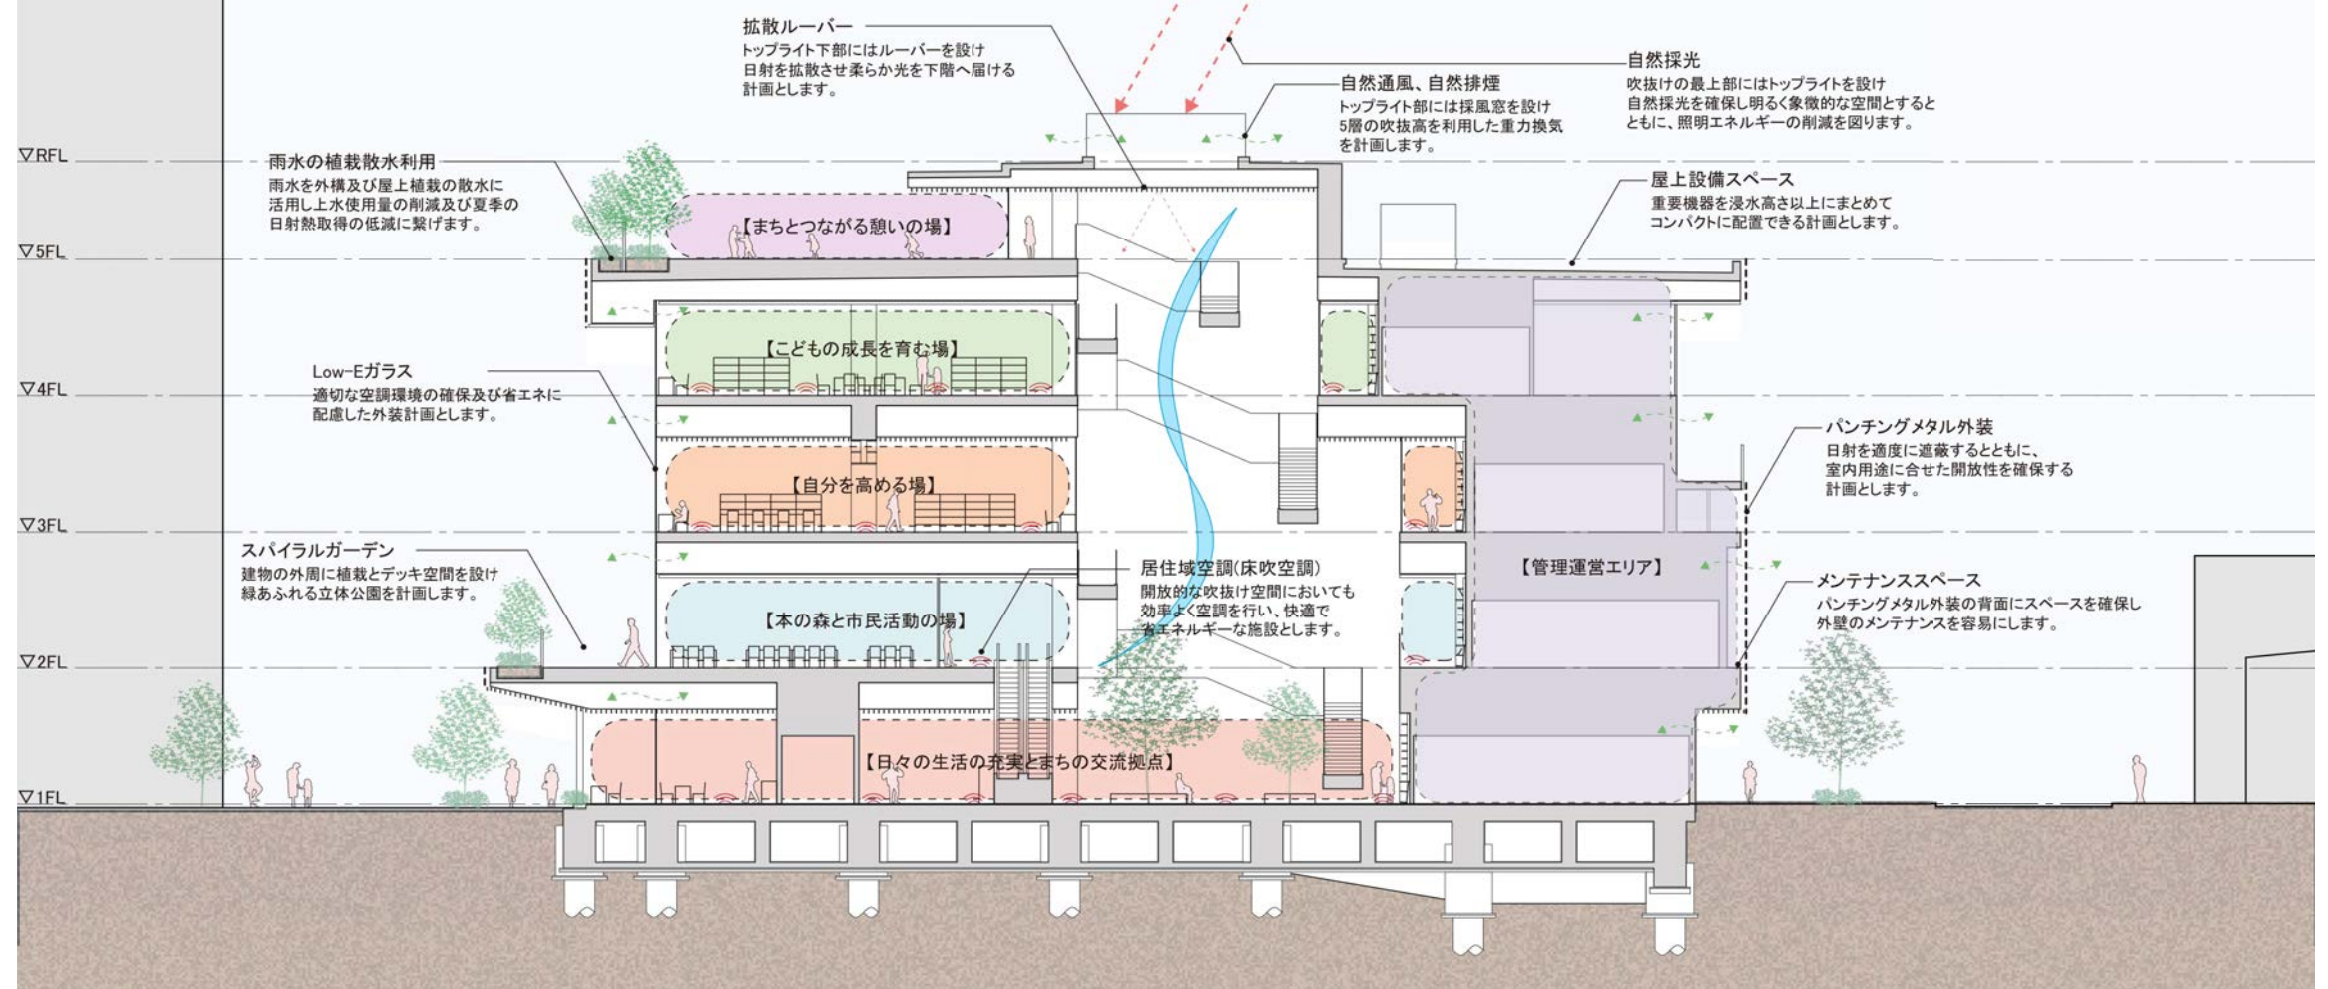 拡散ルーバー
トップライト下部にはルーバーを設け
日射を拡散させ柔らか光を下階へ届ける
計画とします。
自然採光
吹抜けの最上部にはトップライトを設け
自然採光を確保し明るく象徴的な空間とすると
ともに、照明エネルギーの削減を図ります。
自然通風、自然排煙
トップライト部には採風窓を設け
5層の吹抜高を利用した重力換気
を計画します。
▽RFL
雨水の植栽散水利用
雨水を外構及び屋上植栽の散水に
活用し上水使用量の削減及び夏季の
日射熱取得の低減に繋げます。
屋上設備スペース
重要機器を浸水高さ以上にまとめて
コンパクトに配置できる計画とします。
【まちとつながる憩いの場】
▽5FL
【こどもの成長を育む場】
Low-Eガラス
適切な空調環境の確保及び省エネに
配慮した外装計画とします。
▽4FL
パンチングメタル外装
日射を適度に遮蔽するとともに、
室内用途に合せた開放性を確保する
計画とします。
【自分を高める場】
▽3FL
スパイラルガーデン
建物の外周に植栽とデッキ空間を設け
緑あふれる立体公園を計画します。
居住域空調(床吹空調)
開放的な吹抜け空間においても
効率よく空調を行い、快適で
省エネルギーな施設とします。
【管理運営エリア】
メンテナンススペース
パンチングメタル外装の背面にスペースを確保し
外壁のメンテナンスを容易にします。
【本の森と市民活動の場】
▽2FL
【日々の生活の充実とまちの交流拠点】
▽1FL